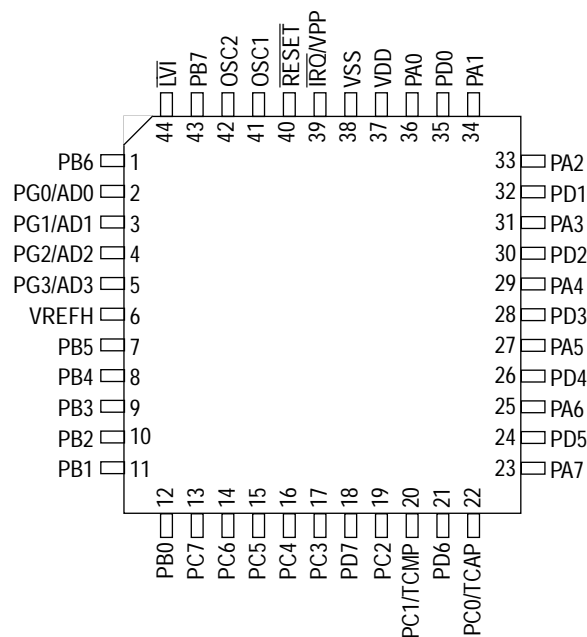 LVI
PB7
OSC2
OSC1
RESET
IRQ/VPP
VSS
VDD
PA0
PD0
PA1
44
43
42
41
40
39
38
37
36
35
34
PB6 1
PG0/AD0 2
PG1/AD1 3
PG2/AD2 4
PG3/AD3 5
VREFH 6
PB5 7
PB4 8
PB3 9
PB2 10
PB1 11
33 PA2
32 PD1
31 PA3
30 PD2
29 PA4
28 PD3
27 PA5
26 PD4
25 PA6
24 PD5
23 PA7
12
13
14
15
16
17
18
19
20
21
22
PB0
PC7
PC6
PC5
PC4
PC3
PD7
PC2
PC1/TCMP
PD6
PC0/TCAP